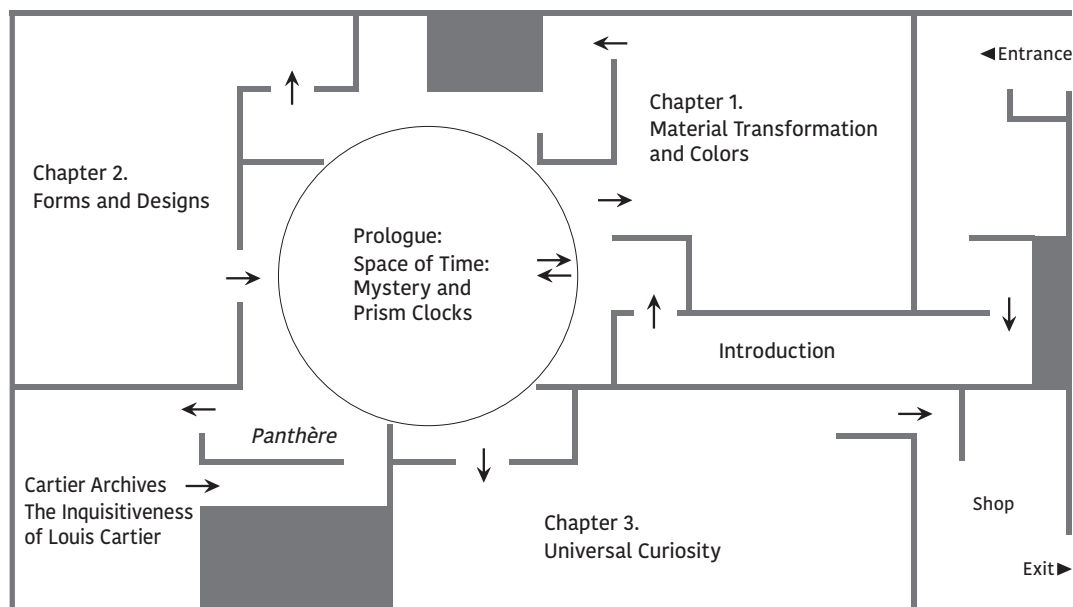 ◄Entrance
Chapter 1.
Material Transformation
and Colors
Chapter 2.
Forms and Designs
Prologue:
Space of Time:
Mystery and
Prism Clocks
Introduction
Panthère
Cartier Archives
The Inquisitiveness
of Louis Cartier
Chapter 3.
Universal Curiosity
Shop
Exit►